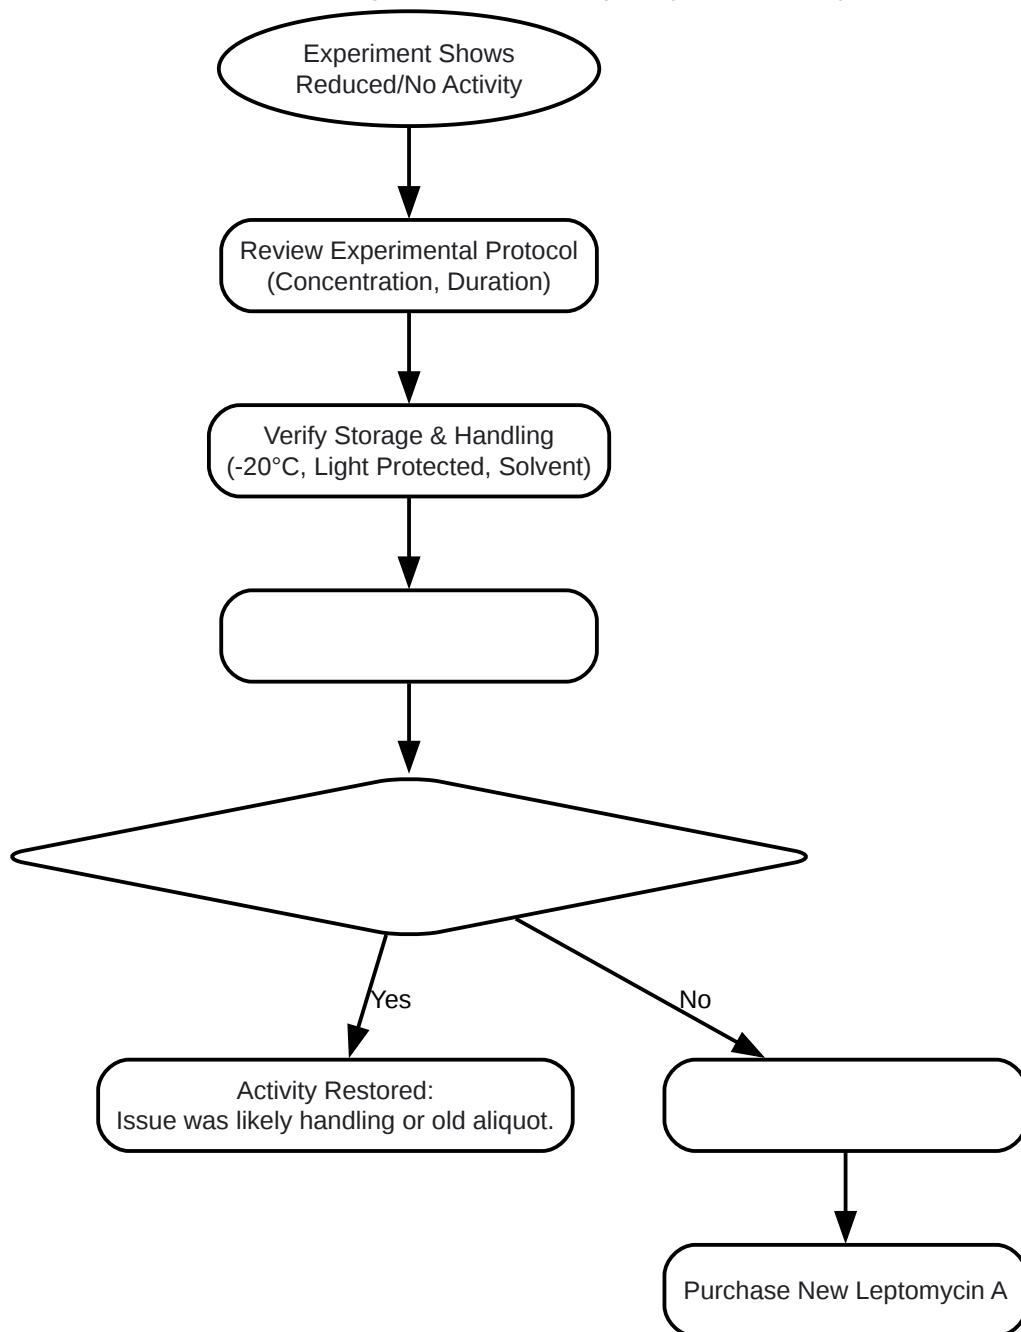 Experiment Shows
Reduced/No Activity
Review Experimental Protocol
(Concentration, Duration)
Verify Storage & Handling
(-20°C, Light Protected, Solvent)
Yes
No
Activity Restored:
Issue was likely handling or old aliquot.
Purchase New Leptomycin A